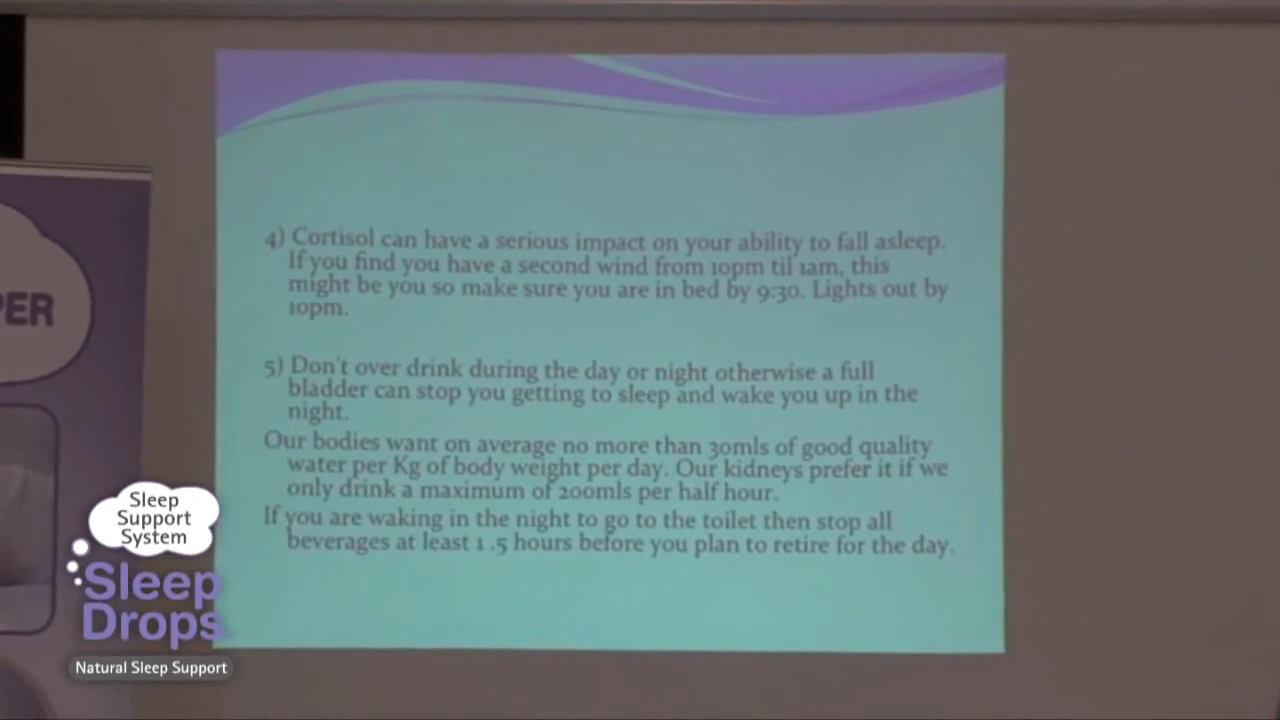 4) Cortisol can have a serious impact on your ability to fall asleep.
If you find you have a second wind from 10pm til 1am, this
might be you so make sure you are in bed by 9:30. Lights out by
10pm.
5) Don't over drink during the day or night otherwise a full
bladder can stop you getting to sleep and wake you up in the
night.
Our bodies want on average no more than 30mls of good quality
water per Kg of body weight per day. Our kidneys prefer it if we
only drink a maximum of 200mls per half hour.
If you are waking in the night to go to the toilet then stop all
beverages at least 1 .5 hours before you plan to retire for the day.
PER
Sleep
Support
System
Sleep
Drops
Natural Sleep Support